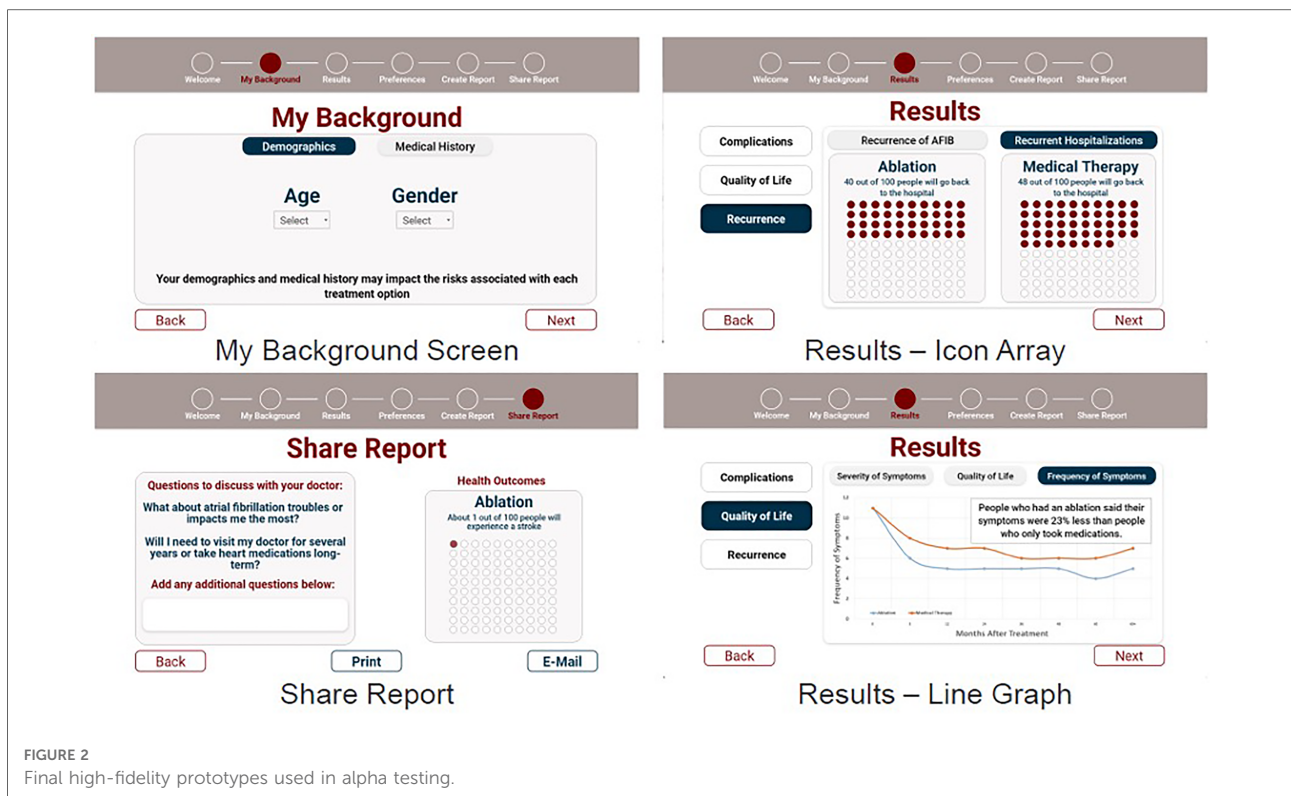 Welcome
My Background
Results
Preferences
Create Report
Share Report
My Background
Demographics
Medical History
Age
Gender
Select
Select
Your demographics and medical history may impact the risks associated with each
treatment option
Back
Next
My Background Screen
Welcome
My Background
Results
Preferences
Create Report
Share Report
Results
Complications
Quality of Life
Recurrence
Recurrence of AFIB
Recurrent Hospitalizations
Ablation
40 out of 100 people will go back
to the hospital
Medical Therapy
48 out of 100 people will go back
to the hospital
Back
Next
Results – Icon Array
Welcome
My Background
Results
Preferences
Create Report
Share Report
Share Report
Questions to discuss with your doctor:
What about atrial fibrillation troubles or
impacts me the most?
Will I need to visit my doctor for several
years or take heart medications long-
term?
Add any additional questions below:
Health Outcomes
Ablation
About 1 out of 100 people will
experience a stroke
Back
Print
E-Mail
Share Report
Welcome
My Background
Results
Preferences
Create Report
Share Report
Results
Complications
Quality of Life
Recurrence
Severity of Symptoms
Quality of Life
Frequency of Symptoms
People who had an ablation said their
symptoms were 23% less than people
who only took medications.
Frequency of Symptoms
12
10
8
6
4
2
0
Ablation
Medical Therapy
Months After Treatment
Back
Next
Results – Line Graph
FIGURE 2
Final high-fidelity prototypes used in alpha testing.